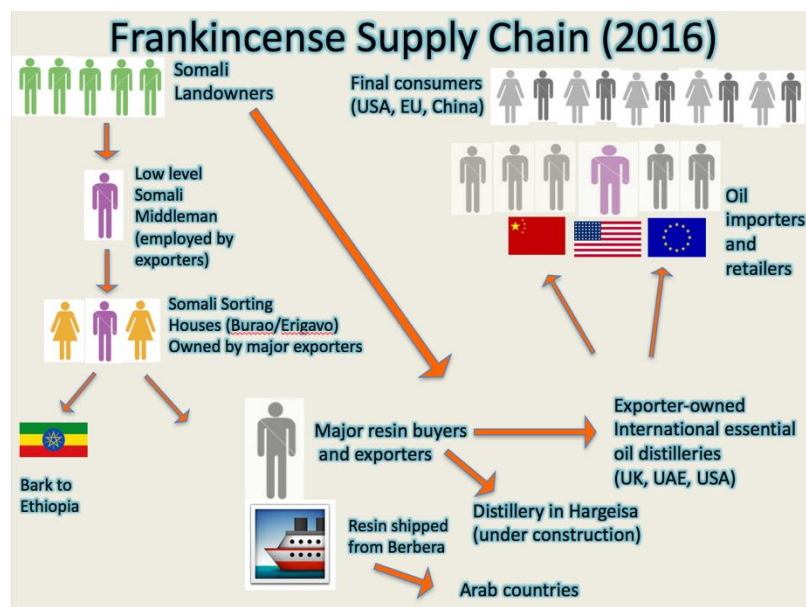 Frankincense Supply Chain (2016)
Somali
Landowners
Final consumers
(USA, EU, China)
Low level
Somali
Middleman
(employed by
exporters)
Oil
importers
and
retailers
Somali Sorting
Houses (Burao/Erigavo)
Owned by major exporters
Bark to
Ethiopia
Major resin buyers
and exporters
Exporter-owned
International essential
oil distilleries
(UK, UAE, USA)
Distillery in Hargeisa
(under construction)
Resin shipped
from Berbera
Arab countries